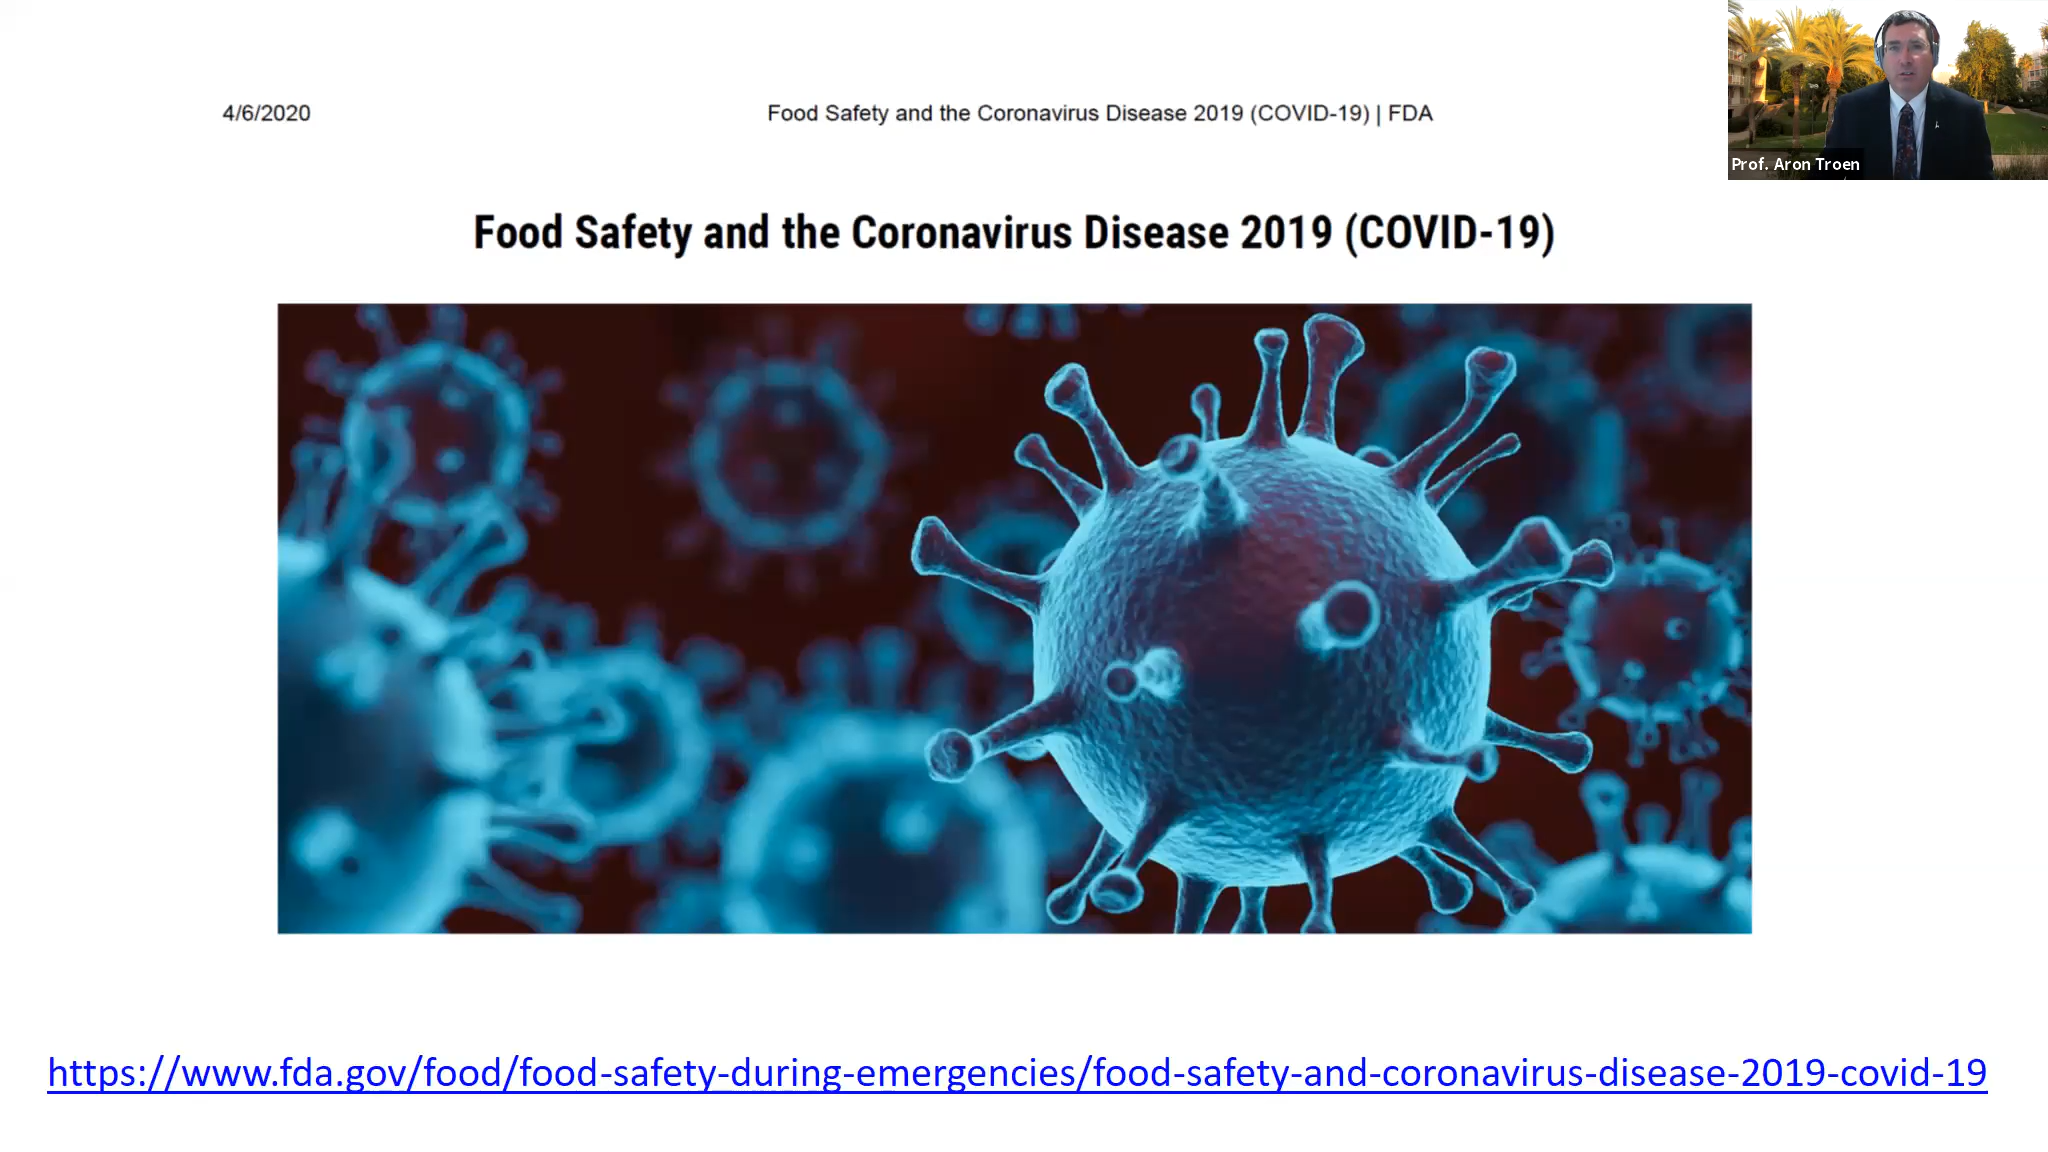 4/6/2020
Food Safety and the Coronavirus Disease 2019 (COVID-19) | FDA
Prof. Aron Troen
Food Safety and the Coronavirus Disease 2019 (COVID-19)
https://www.fda.gov/food/food-safety-during-emergencies/food-safety-and-coronavirus-disease-2019-covid-19